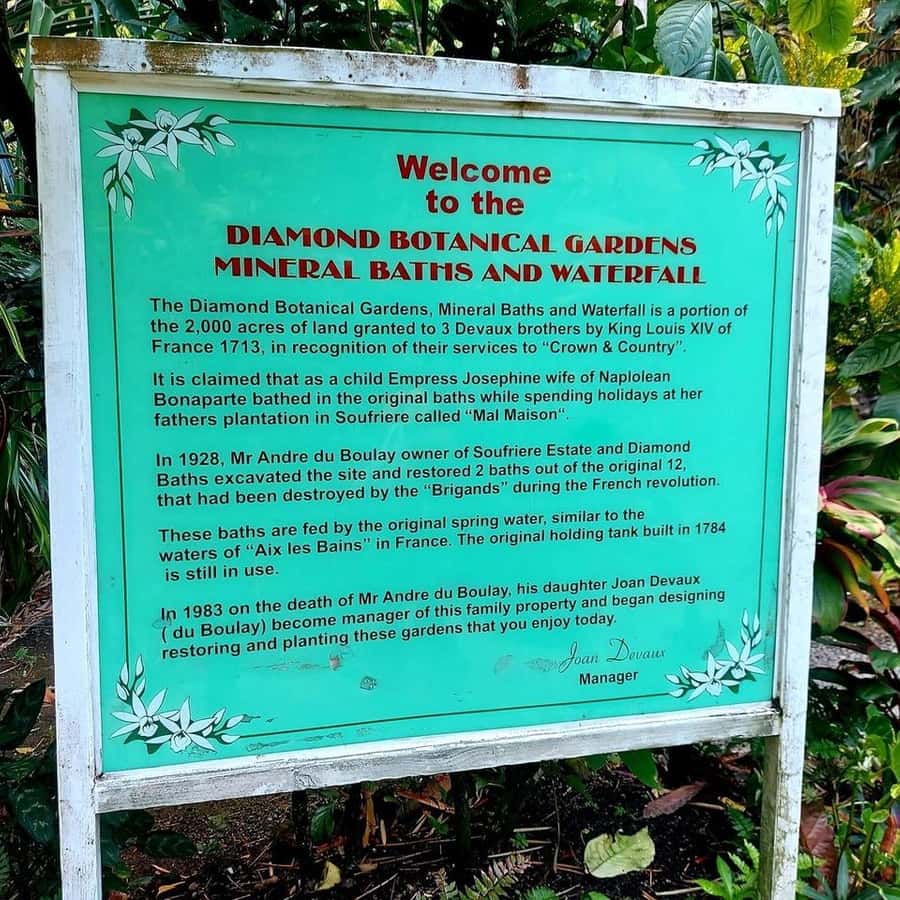 Welcome
to the
DIAMOND BOTANICAL GARDENS
MINERAL BATHS AND WATERFALL
The Diamond Botanical Gardens, Mineral Baths and Waterfall is a portion of
the 2,000 acres of land granted to 3 Devaux brothers by King Louis XIV of
France 1713, in recognition of their services to “Crown & Country”.
It is claimed that as a child Empress Josephine wife of Naplolean
Bonaparte bathed in the original baths while spending holidays at her
fathers plantation in Soufriere called “Mal Maison“.
In 1928, Mr Andre du Boulay owner of Soufriere Estate and Diamond
Baths excavated the site and restored 2 baths out of the original 12,
that had been destroyed by the “Brigands” during the French revolution.
These baths are fed by the original spring water, similar to the
waters of “Aix les Bains” in France. The original holding tank built in 1784
is still in use.
In 1983 on the death of Mr Andre du Boulay, his daughter Joan Devaux
( du Boulay) become manager of this family property and began designing
restoring and planting these gardens that you enjoy today.
Joan Devaux
Manager